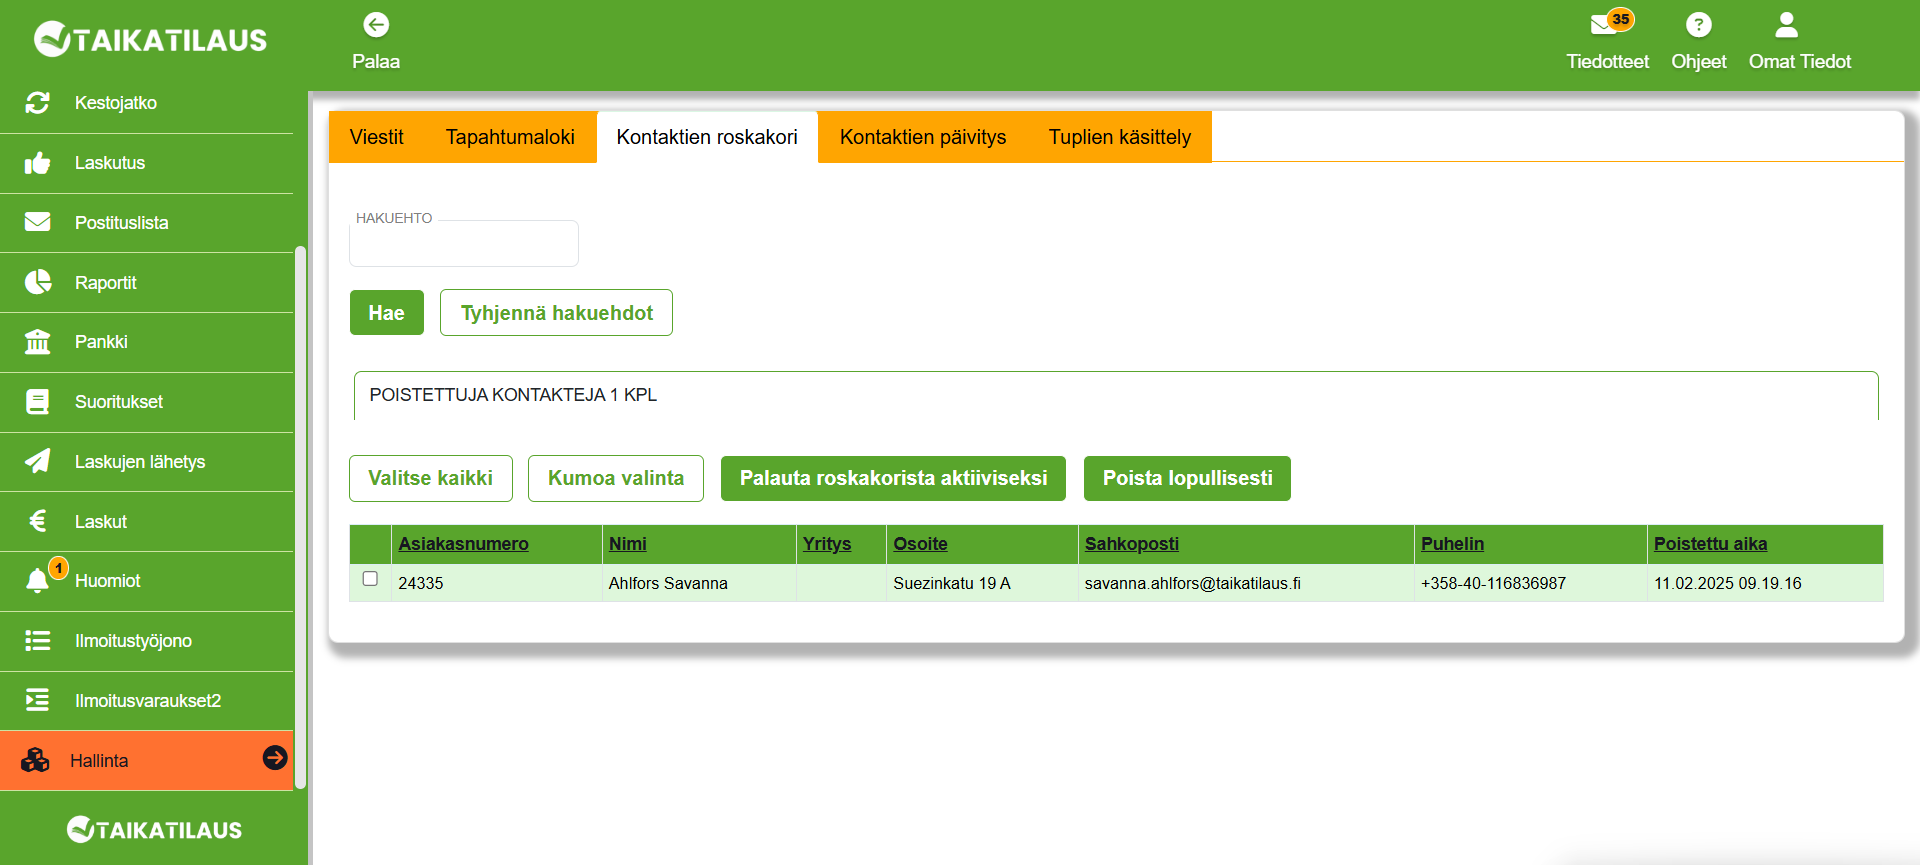 TAIKATILAUS
Palaa
35
Tiedotteet
?
Ohjeet
Omat Tiedot
Kestojatko
Laskutus
Postituslista
Raportit
Pankki
Suoritukset
Laskujen lähetys
€
Laskut
1
Huomiot
Ilmoitustyöjono
Ilmoitusvaraukset2
Hallinta
TAIKATILAUS
Viestit
Tapahtumaloki
Kontaktien roskakori
Kontaktien päivitys
Tuplien käsittely
HAKUEHTO
Hae
Tyhjennä hakuehdot
POISTETTUJA KONTAKTEJA 1 KPL
Valitse kaikki
Kumoa valinta
Palauta roskakorista aktiiviseksi
Poista lopullisesti
Asiakasnumero Nimi Yritys Osoite Sahkoposti Puhelin Poistettu aika
24335 Ahlfors Savanna Suezinkatu 19 A savanna.ahlfors@taikatilaus.fi +358-40-116836987 11.02.2025 09.19.16